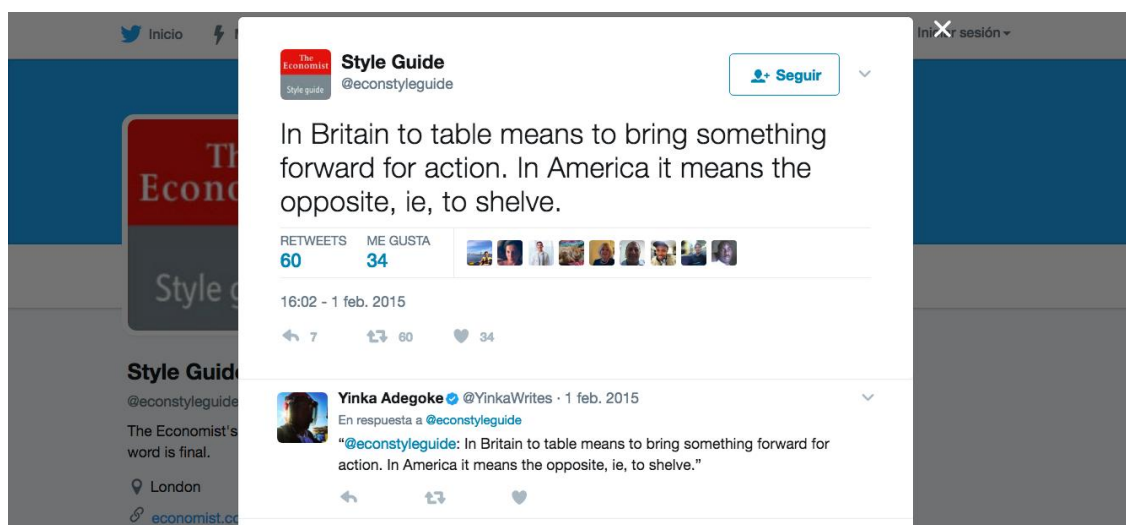 Inicio
Iniciar sesión
The
Economist
Style guide
Style Guide
@econstyleguide
Seguir
In Britain to table means to bring something
forward for action. In America it means the
opposite, ie, to shelve.
RETWEETS ME GUSTA
60 34
16:02 - 1 feb. 2015
7 60 34
Th
Econo
Style g
Style Guid
@econstyleguide
The Economist's
word is final.
London
economist.co
Yinka Adegoke @YinkaWrites · 1 feb. 2015
En respuesta a @econstyleguide
“@econstyleguide: In Britain to table means to bring something forward for
action. In America it means the opposite, ie, to shelve.”